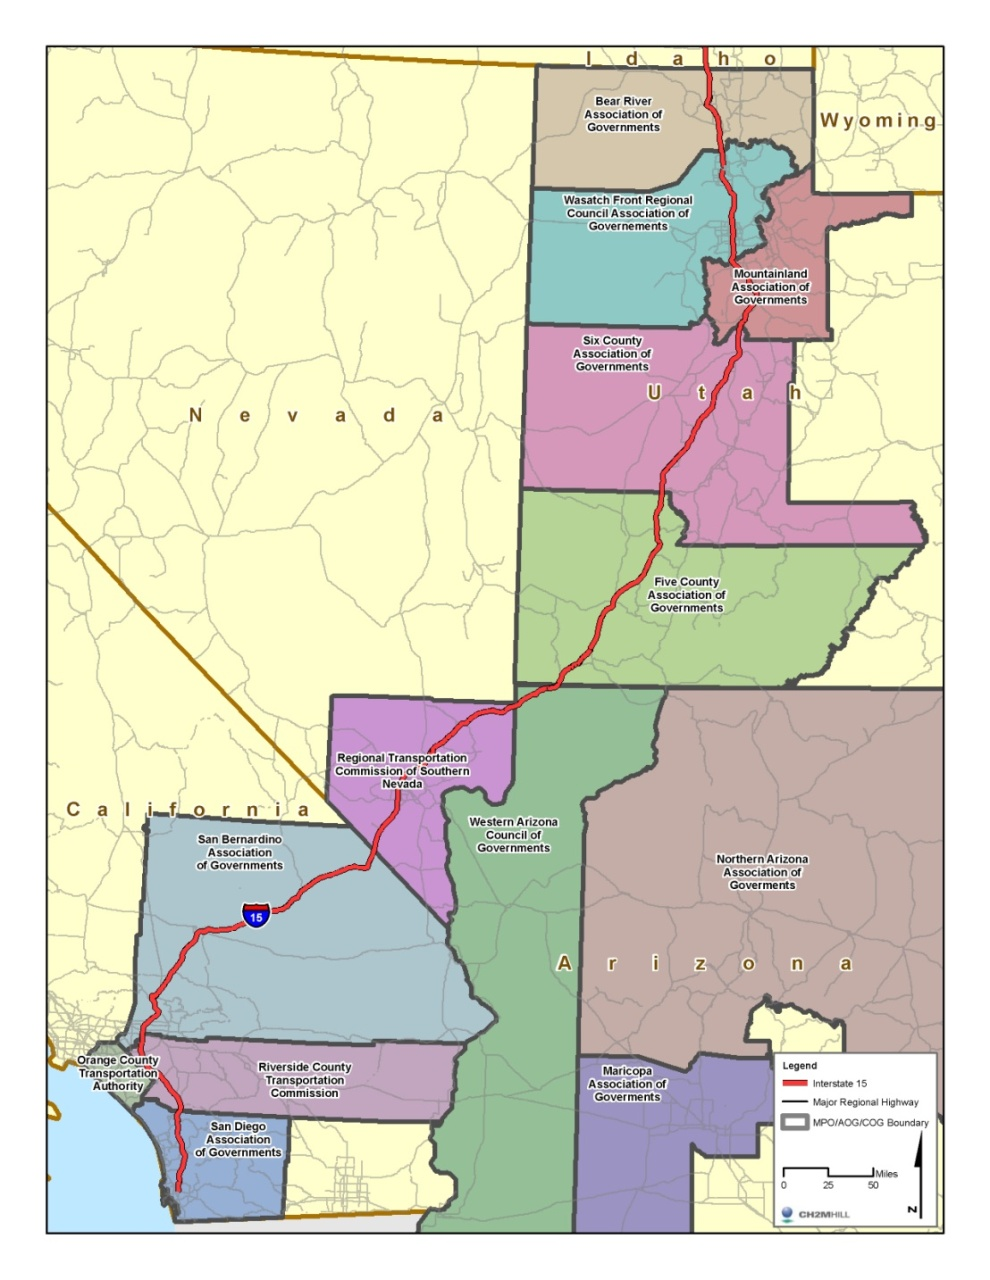 I d a h o
Bear River
Association of
Governments
Wyoming
Wasatch Front Regional
Council Association of
Governements
Mountainland
Association of
Governments
Six County
Association of
Governments
U t a h
N e v a d a
Five County
Association of
Governments
Regional Transportation
Commission of Southern
Nevada
C a l i f o r n i a
San Bernardino
Association
of Governments
Western Arizona
Council of
Governments
Northern Arizona
Association of
Goverments
15
A r i z o n a
Orange County
Transportation
Authority
Riverside County
Transportation
Commission
Maricopa
Association of
Goverments
San Diego
Association
of Governments
Legend
Interstate 15
Major Regional Highway
MPO/AOG/COG Boundary
Miles
0 25 50
N
CH2MHILL